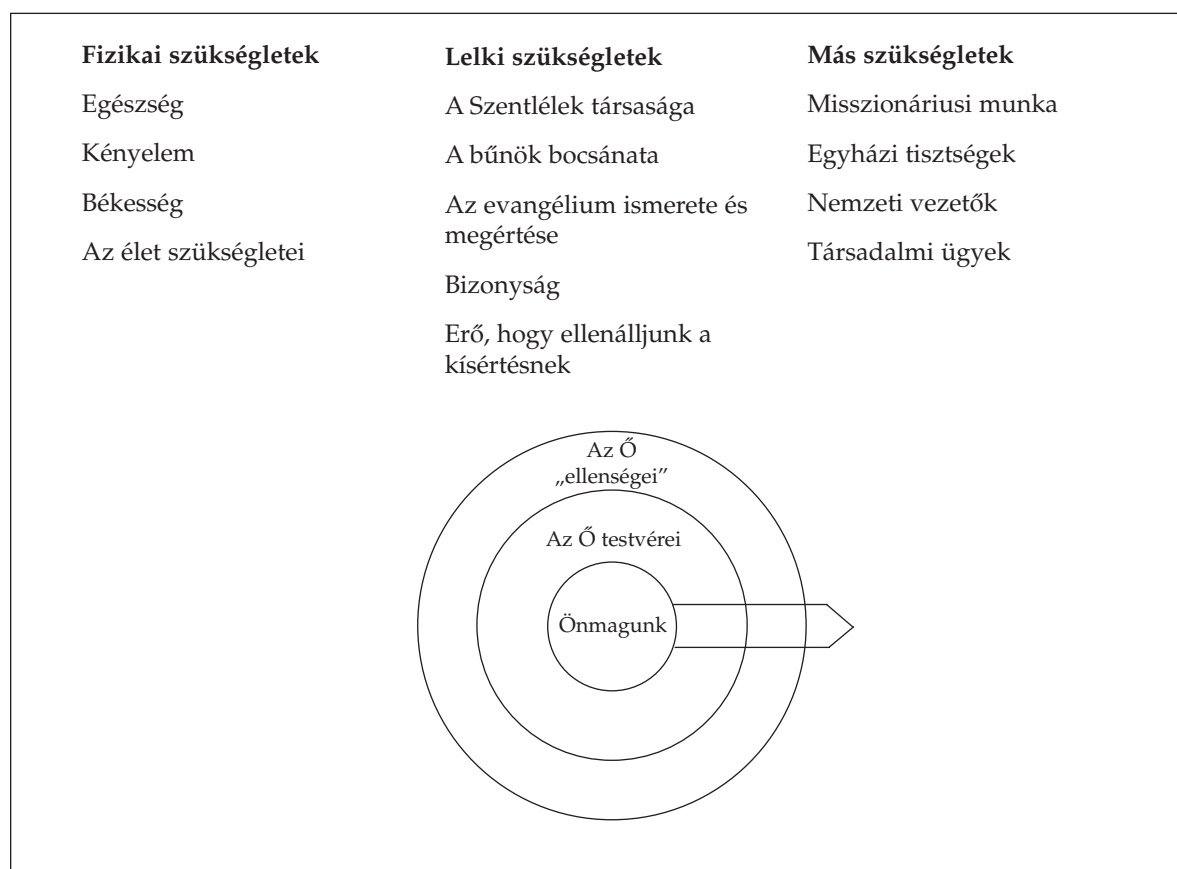 Fizikai szükségletek
Egészség
Kényelem
Békesség
Az élet szükségletei
Lelki szükségletek
A Szentlélek társasága
A bűnök bocsánata
Az evangélium ismerete és
megértése
Bizonyság
Erő, hogy ellenálljunk a
kísértésnek
Más szükségletek
Misszionáriusi munka
Egyházi tisztségek
Nemzeti vezetők
Társadalmi ügyek
Az Ő
„ellenségei”
Az Ő testvérei
Önmagunk